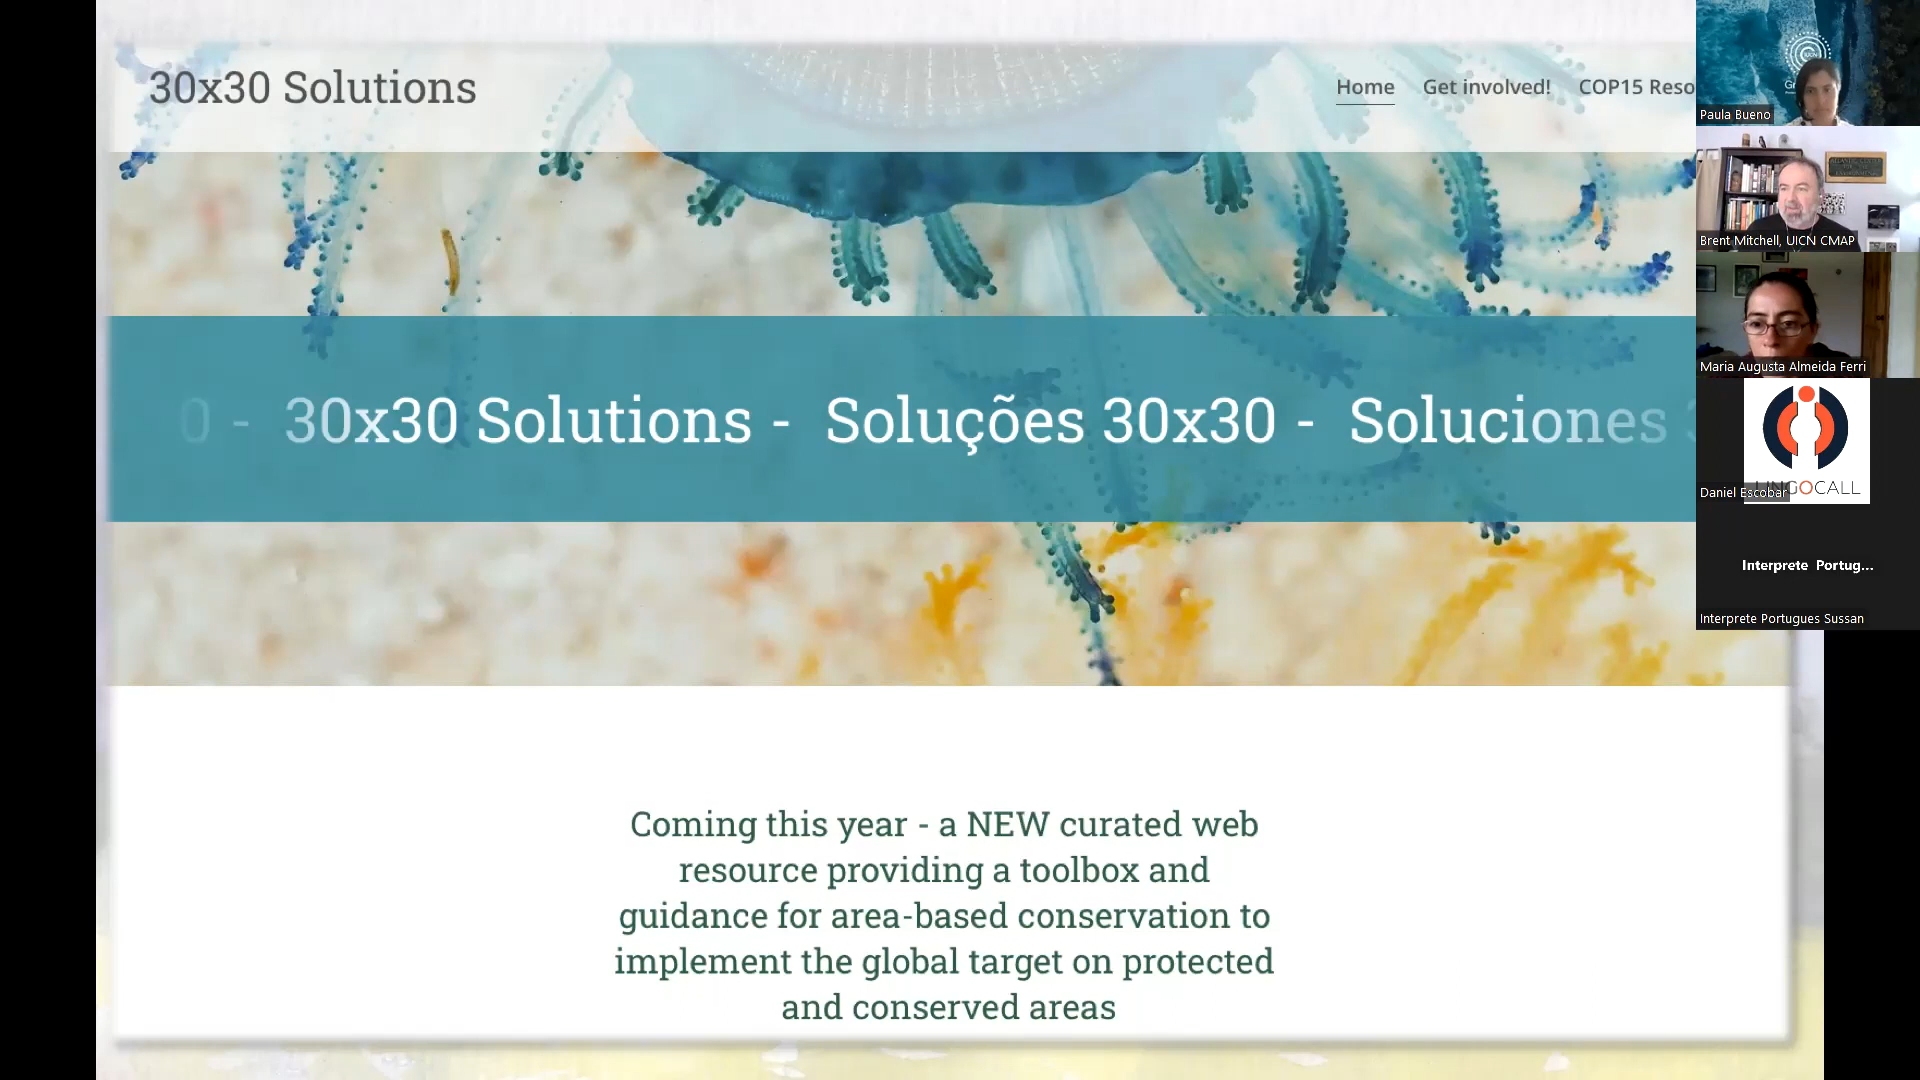 30x30 Solutions
Home Get involved! COP15 Reso
0 - 30x30 Solutions - Soluções 30x30 - Soluciones 3
Coming this year - a NEW curated web
resource providing a toolbox and
guidance for area-based conservation to
implement the global target on protected
and conserved areas
Paula Bueno
Brent Mitchell, UICN CMAP
Maria Augusta Almeida Ferri
Daniel Escobar
NGOCALL
Interprete Portug...
Interprete Portugues Sussan